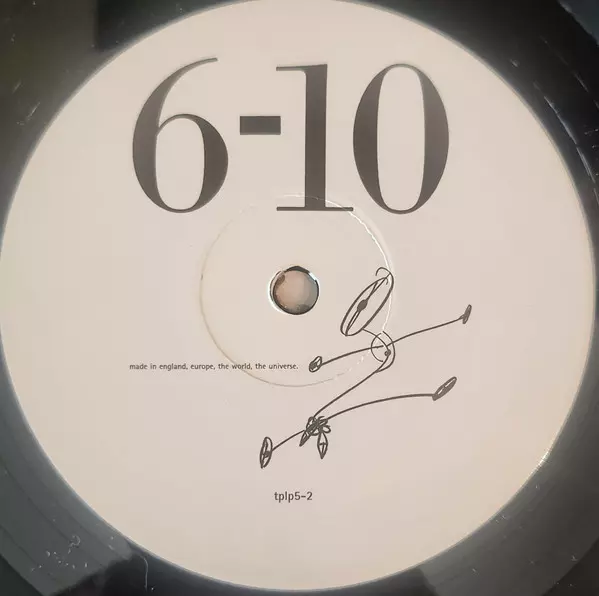 6-10
made in england, europe, the world, the universe.
tplp5-2